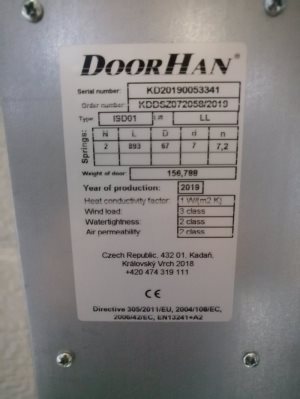 DOORHAN®
Serial number: KD20190053341
Order number: KDDSZ072058/2019
Type ISD01 Lift LL
Springs: N L D d n
2 893 67 7 7,2
Weight of door: 156,788
Year of production: 2019
Heat conductivity factor: 1 W/(m2 K)
Wind load: 3 class
Watertightness: 2 class
Air permeability: 2 class
Czech Republic, 432 01, Kadaň,
Královský Vrch 2018
+420 474 319 111
CE
Directive 305/2011/EU, 2004/108/EC,
2006/42/EC, EN13241+A2